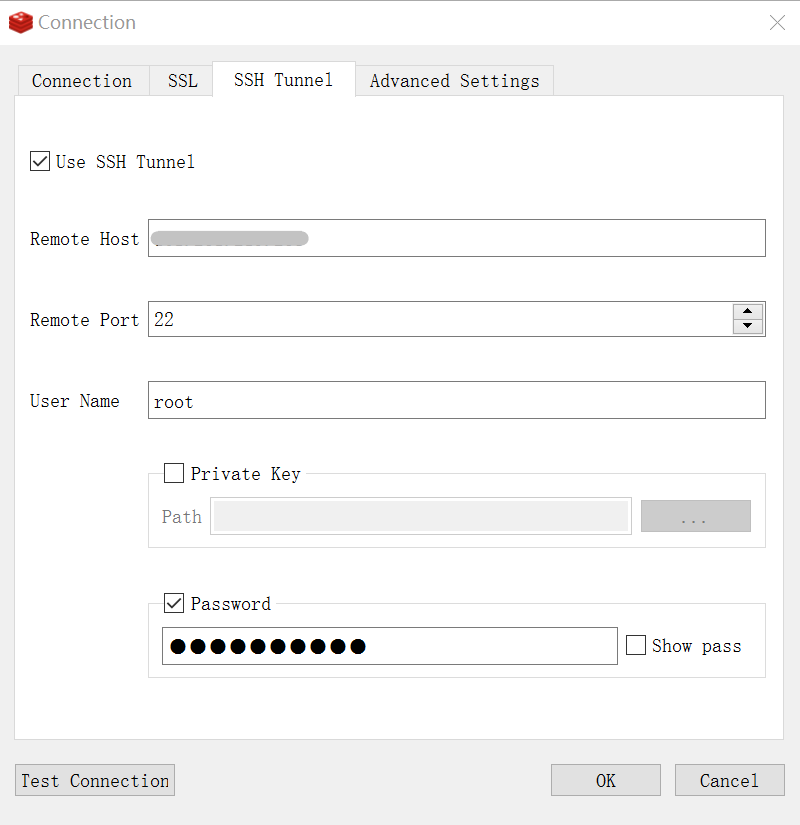 Connection
Connection SSL SSH Tunnel Advanced Settings
Use SSH Tunnel
Remote Host
Remote Port 22
User Name root
Private Key
Path ...
Password
●●●●●●●●●● Show pass
Test Connection OK Cancel